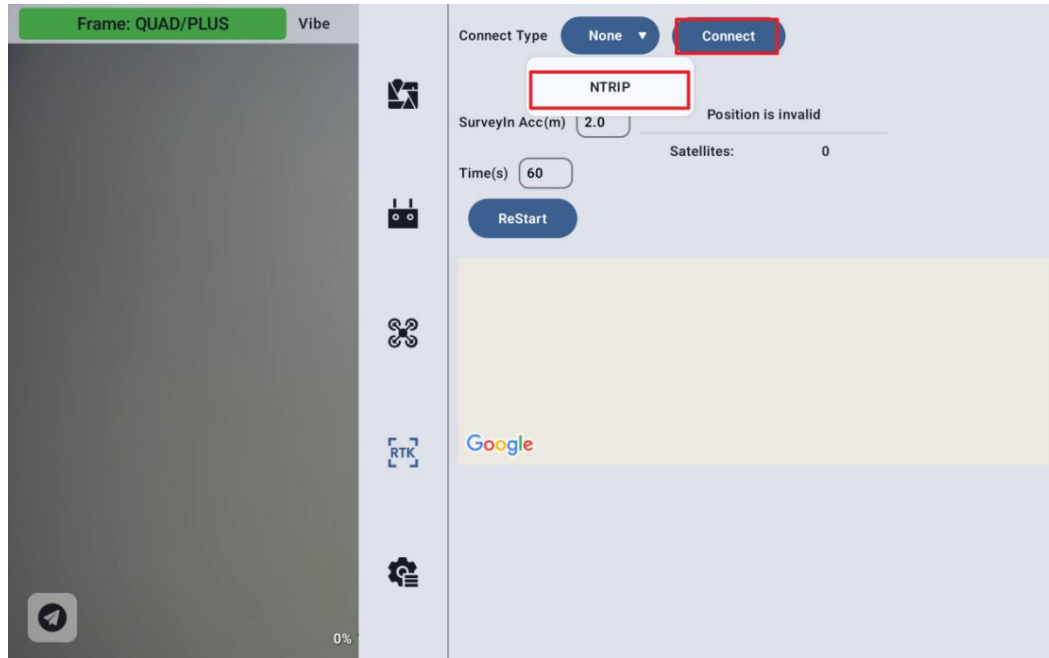 Frame: QUAD/PLUS
Vibe
Connect Type
None
Connect
NTRIP
SurveyIn Acc(m)
2.0
Position is invalid
Satellites:
0
Time(s)
60
ReStart
RTK
Google
0%